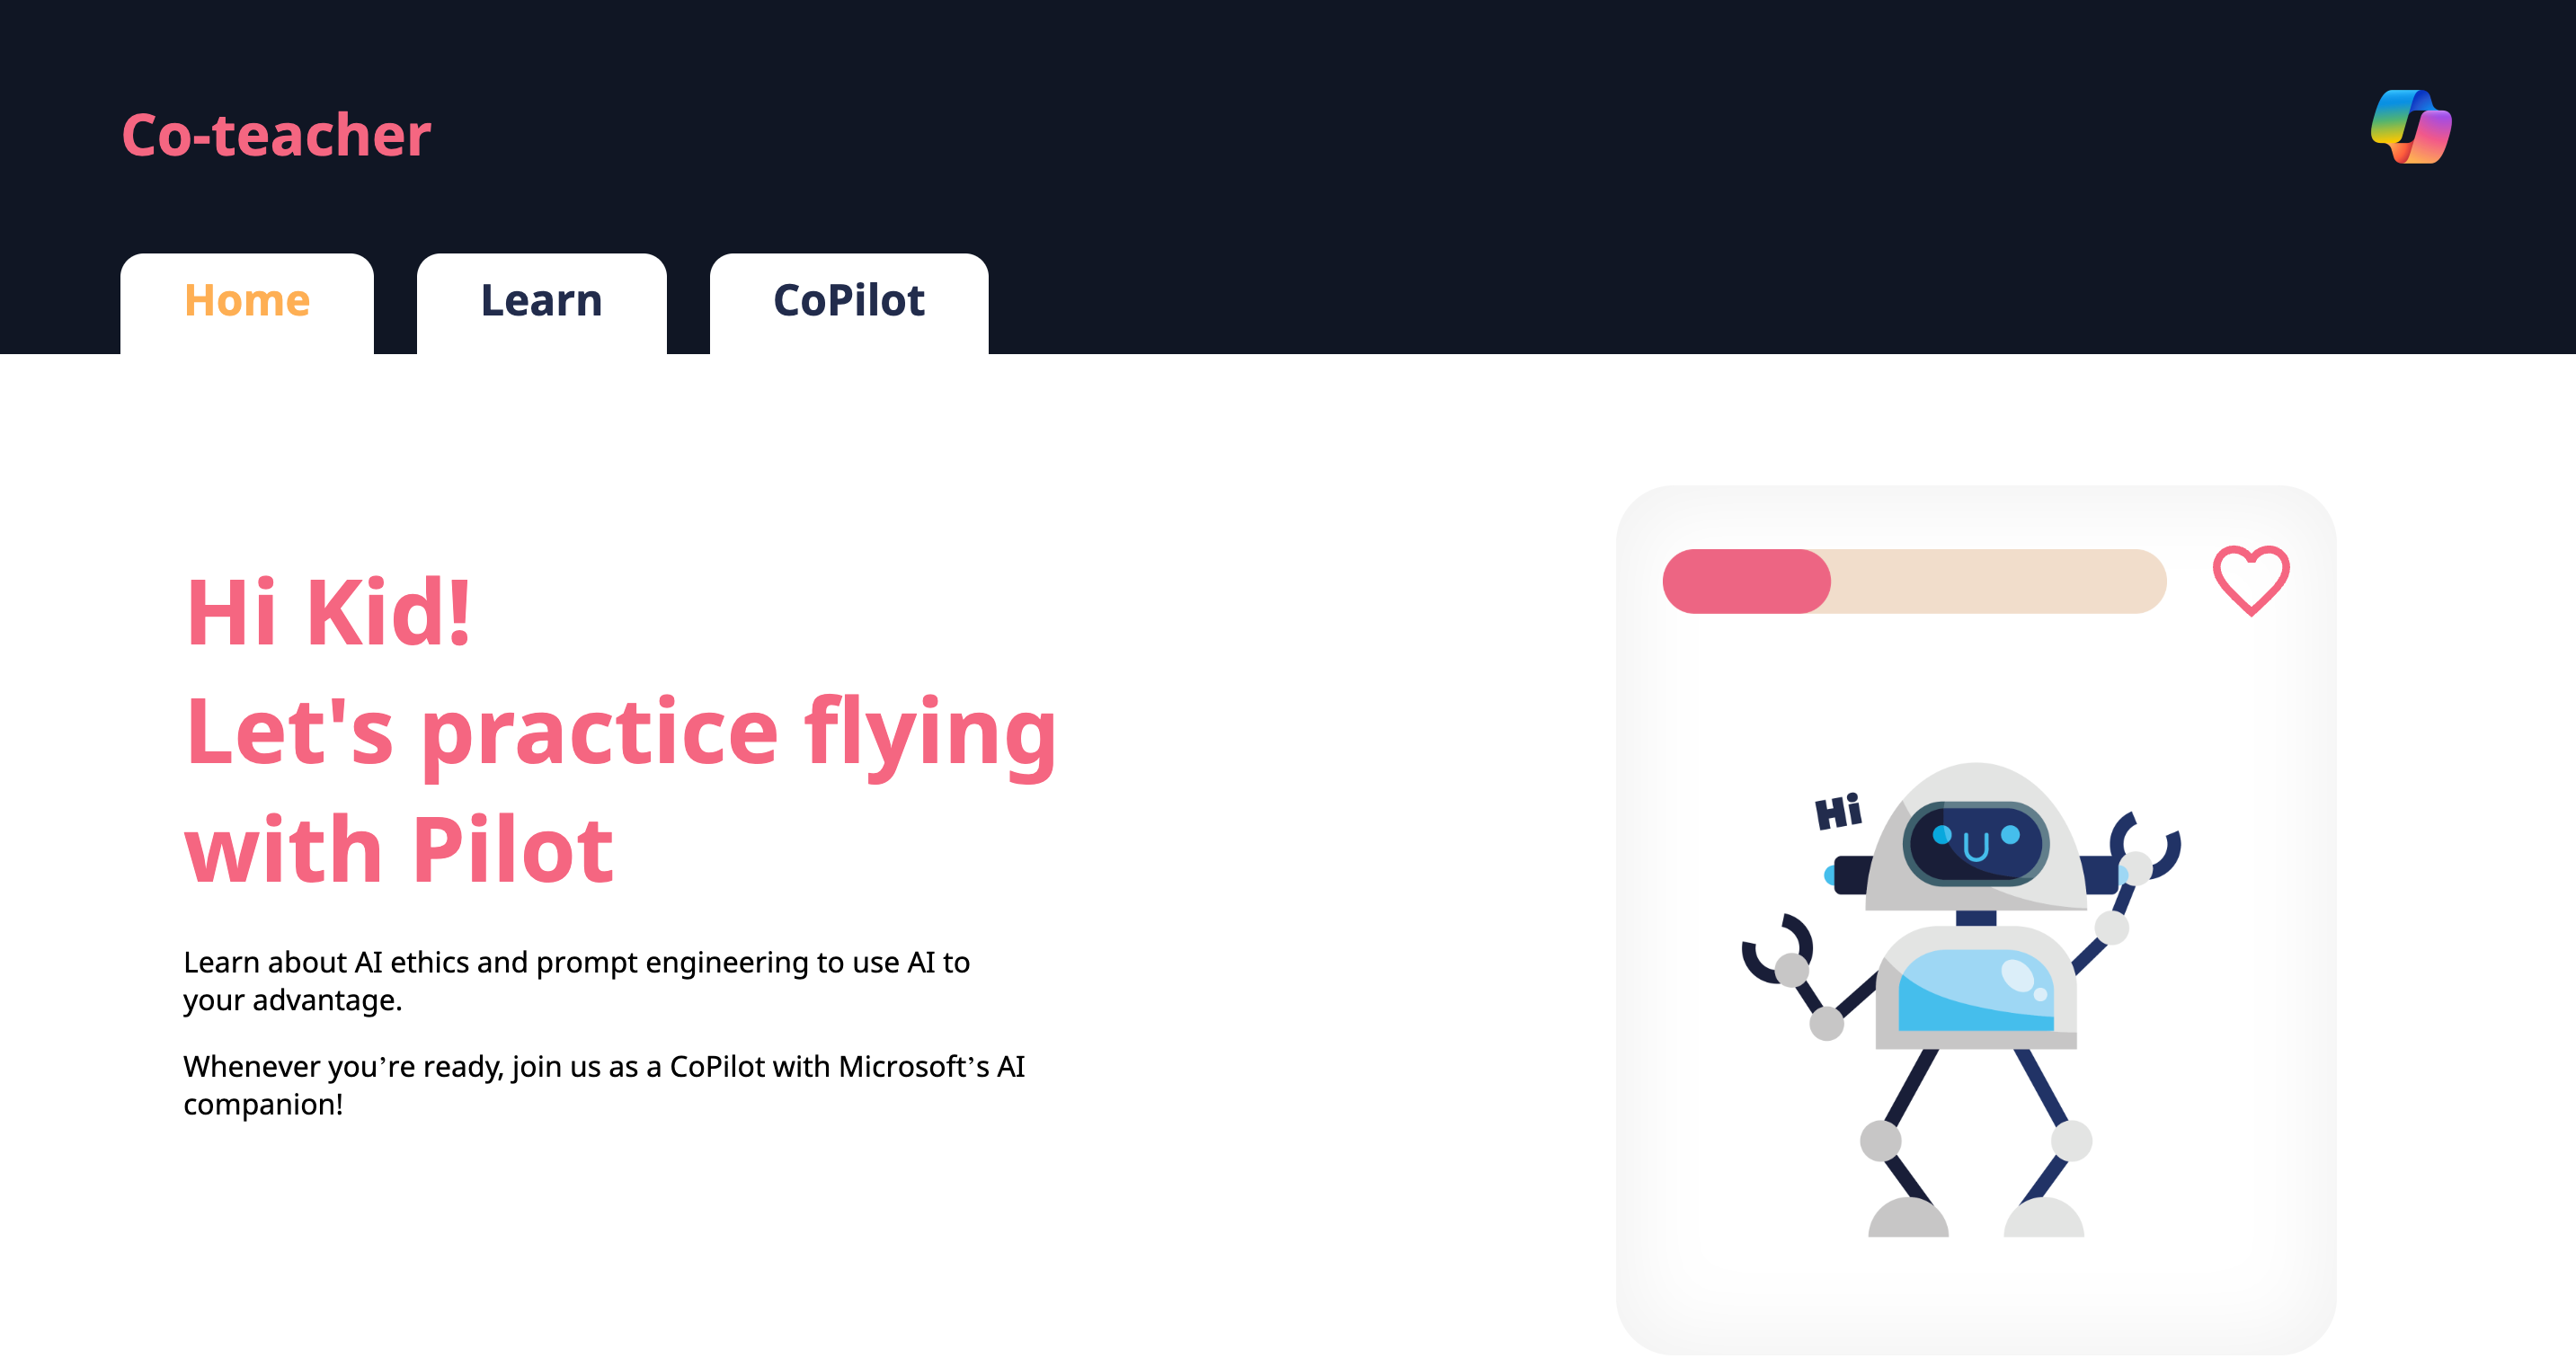 Co-teacher
Home
Learn
CoPilot
Hi Kid!
Let's practice flying
with Pilot
Learn about AI ethics and prompt engineering to use AI to
your advantage.
Whenever you’re ready, join us as a CoPilot with Microsoft’s AI
companion!
Hi